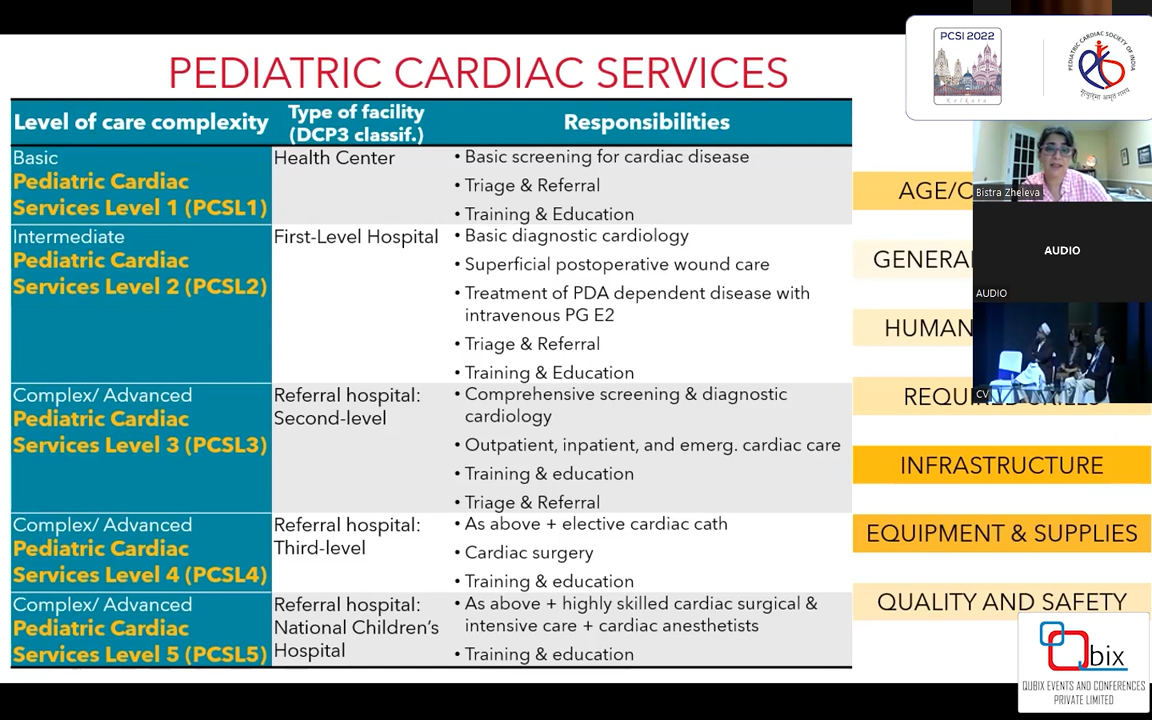 PEDIATRIC CARDIAC SERVICES
Level of care complexity
Type of facility
(DCP3 classif.)
Responsibilities
Basic
Pediatric Cardiac
Services Level 1 (PCSL1)
Health Center
• Basic screening for cardiac disease
• Triage & Referral
• Training & Education
Intermediate
Pediatric Cardiac
Services Level 2 (PCSL2)
First-Level Hospital
• Basic diagnostic cardiology
• Superficial postoperative wound care
• Treatment of PDA dependent disease with
intravenous PG E2
• Triage & Referral
• Training & Education
Complex/ Advanced
Pediatric Cardiac
Services Level 3 (PCSL3)
Referral hospital:
Second-level
• Comprehensive screening & diagnostic
cardiology
• Outpatient, inpatient, and emerg. cardiac care
• Training & education
• Triage & Referral
Complex/ Advanced
Pediatric Cardiac
Services Level 4 (PCSL4)
Referral hospital:
Third-level
• As above + elective cardiac cath
• Cardiac surgery
• Training & education
Complex/ Advanced
Pediatric Cardiac
Services Level 5 (PCSL5)
Referral hospital:
National Children's
Hospital
• As above + highly skilled cardiac surgical &
intensive care + cardiac anesthetists
• Training & education
AGE/C
GENERA
HUMAN
INFRASTRUCTURE
EQUIPMENT & SUPPLIES
QUALITY AND SAFETY
PCSI 2022
Kolkata
PEDIATRIC CARDIAC SOCIETY OF INDIA
Bistra Zheleva
AUDIO
AUDIO
CV
Qbix
QUBIX EVENTS AND CONFERENCES
PRIVATE LIMITED